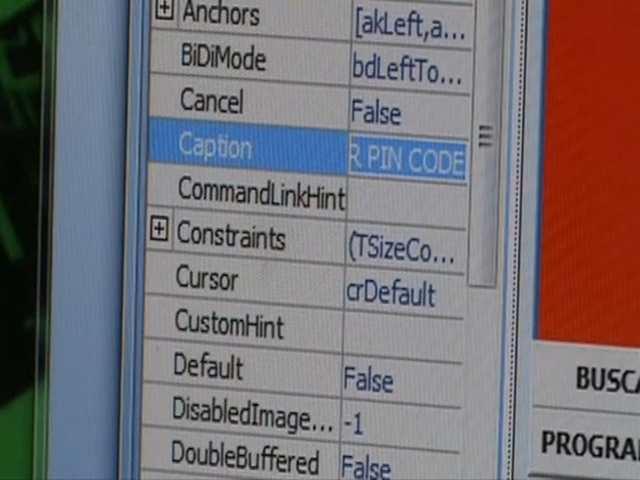 Anchors [akLeft,a...
BiDiMode bdLeftTo...
Cancel False
Caption R PIN CODE
CommandLinkHint
Constraints (TSizeCo...
Cursor crDefault
CustomHint
Default False
DisabledImage... -1
DoubleBuffered False
BUSCA
PROGRA